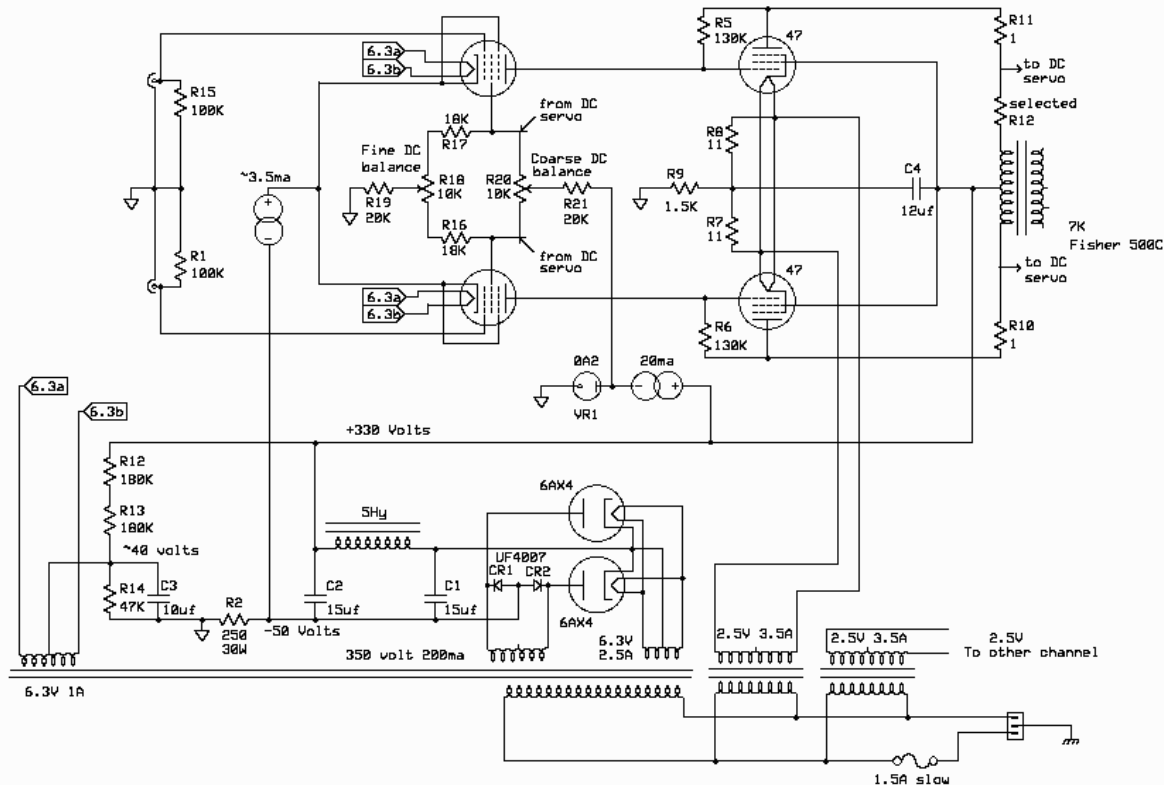 R5
130K
47
R11
1
6.3a
6.3b
to DC
servo
R15
100K
from DC
servo
selected
R12
18K
R17
R8
11
Fine DC
balance
Coarse DC
balance
C4
12uf
~3.5ma
R18
10K
R20
10K
R9
1.5K
R19
20K
R21
20K
R16
18K
R7
11
7K
Fisher 500C
R1
100K
from DC
servo
to DC
servo
47
6.3a
6.3b
R6
130K
R10
1
0A2
20ma
VR1
6.3a
6.3b
+330 Volts
R12
180K
6AX4
R13
180K
5Hy
~40 volts
UF4007
CR1
CR2
R14
47K
C3
10uf
R2
250
30W
C2
15uf
C1
15uf
6AX4
-50 Volts
350 volt 200ma
6.3V
2.5A
2.5V 3.5A
2.5V 3.5A
2.5V
To other channel
6.3V 1A
1.5A slow